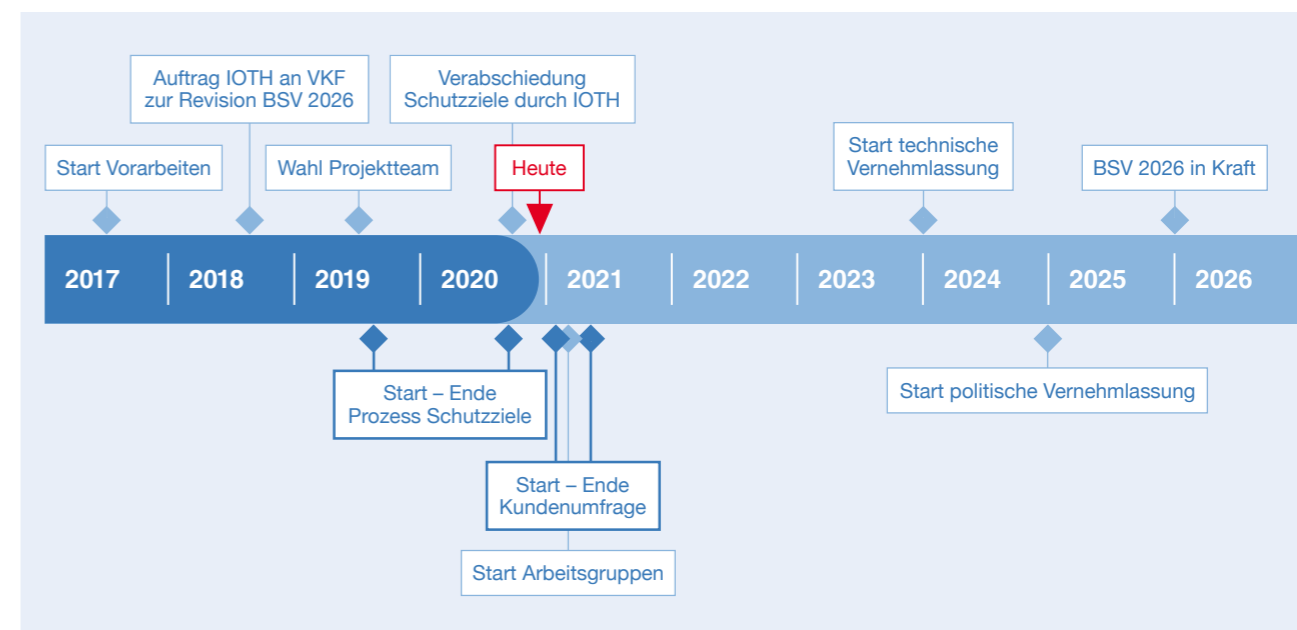 Auftrag IOTH an VKF
zur Revision BSV 2026
Verabschiedung
Schutzziele durch IOTH
Start Vorarbeiten
Wahl Projektteam
Heute
Start technische
Vernehmlassung
BSV 2026 in Kraft
2017 2018 2019 2020 2021 2022 2023 2024 2025 2026
Start – Ende
Prozess Schutzziele
Start politische Vernehmlassung
Start – Ende
Kundenumfrage
Start Arbeitsgruppen